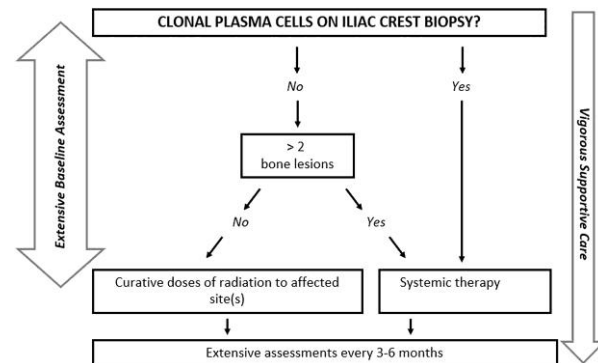 CLONAL PLASMA CELLS ON ILIAC CREST BIOPSY?
Extensive Baseline Assessment
Vigorous Supportive Care
No
Yes
> 2
bone lesions
No
Yes
Curative doses of radiation to affected
site(s)
Systemic therapy
Extensive assessments every 3-6 months